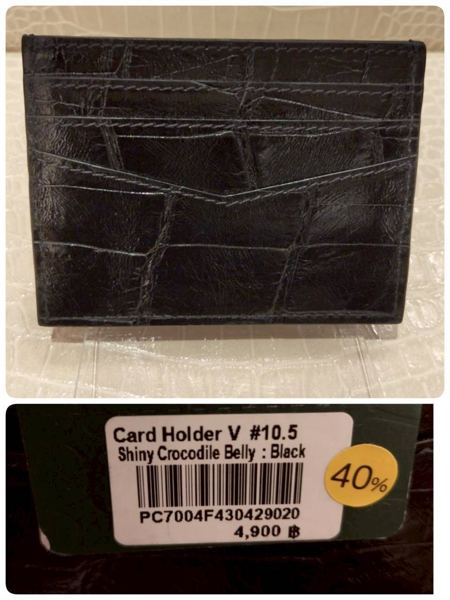 Card Holder V #10.5
Shiny Crocodile Belly : Black
40%
PC7004F430429020
4,900 ฿